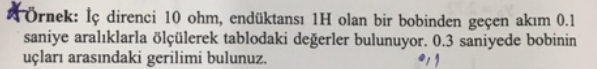 Örnek: İç direnci 10 ohm, endüktansı 1H olan bir bobinden geçen akım 0.1
saniye aralıklarla ölçülerek tablodaki değerler bulunuyor. 0.3 saniyede bobinin
uçları arasındaki gerilimi bulunuz.